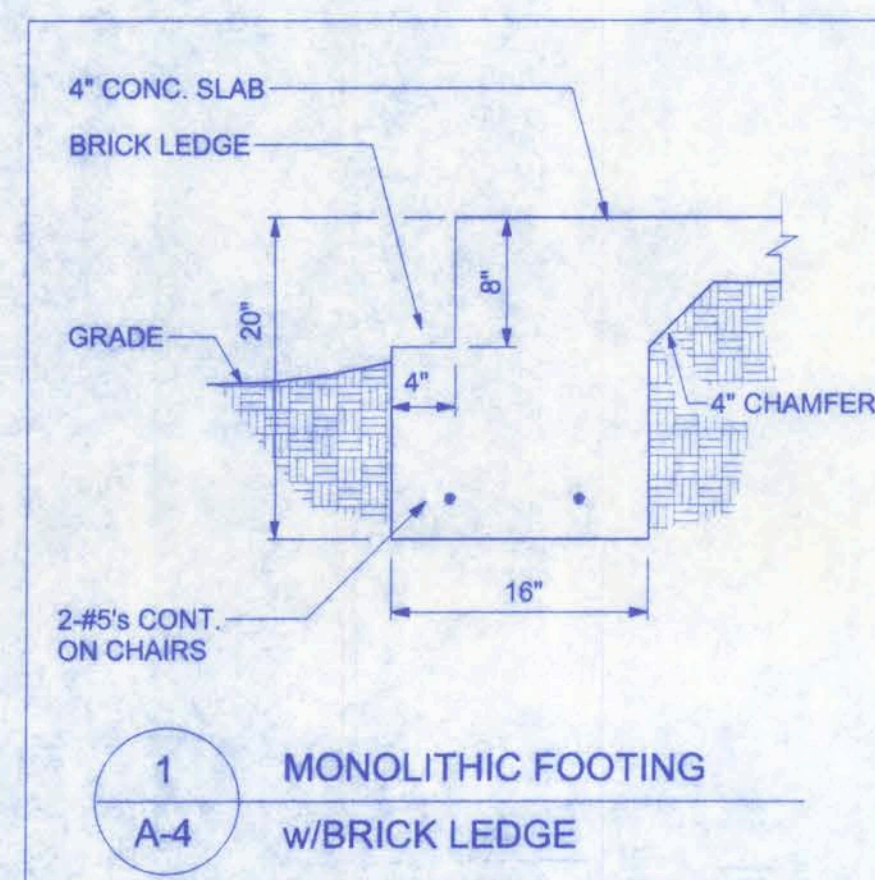 4" CONC. SLAB
BRICK LEDGE
8"
20"
GRADE
4"
4" CHAMFER
16"
2-#5's CONT.
ON CHAIRS
1
MONOLITHIC FOOTING
A-4
w/BRICK LEDGE